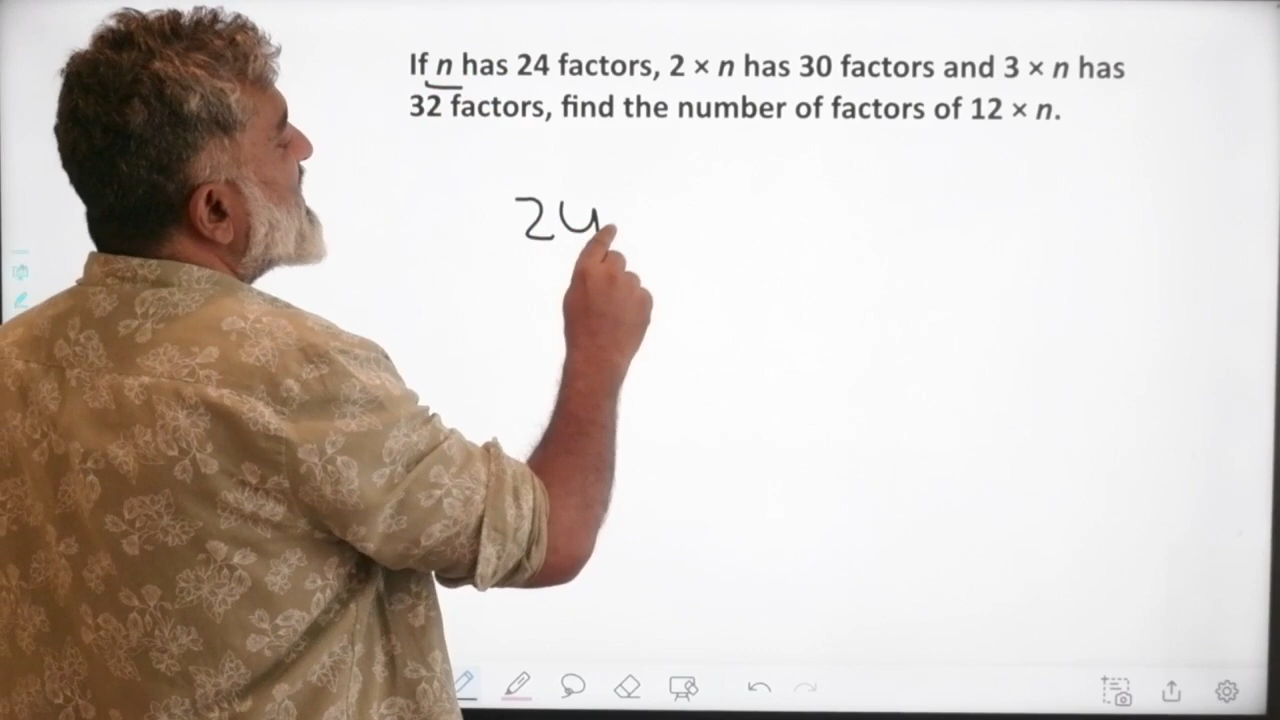 If n has 24 factors, 2 × n has 30 factors and 3 × n has
32 factors, find the number of factors of 12 × n.
24